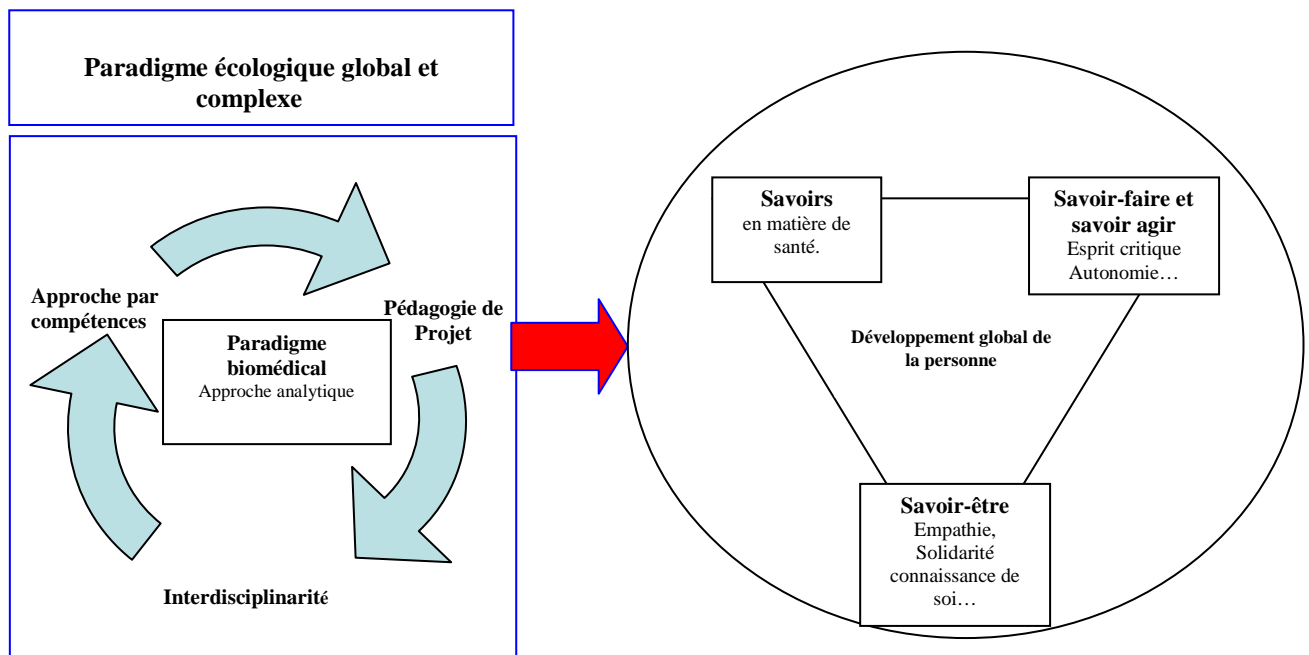 Paradigme écologique global et
complexe
Approche par
compétences
Pédagogie de
Projet
Paradigme
biomédical
Approche analytique
Interdisciplinarité
Savoirs
en matière de
santé.
Savoir-faire et
savoir agir
Esprit critique
Autonomie…
Développement global de
la personne
Savoir-être
Empathie,
Solidarité
connaissance de
soi…